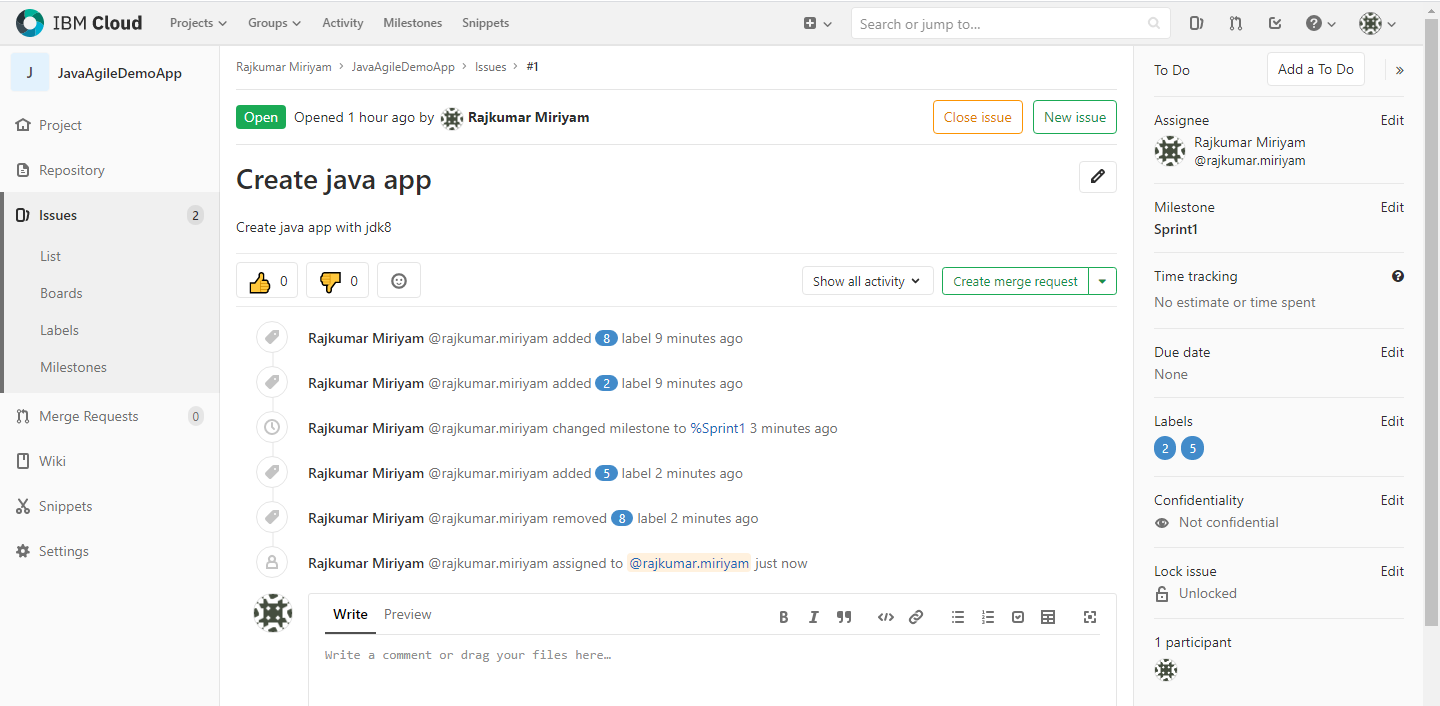 IBM Cloud Projects Groups Activity Milestones Snippets Search or jump to...
J JavaAgileDemoApp
Project
Repository
Issues 2
List
Boards
Labels
Milestones
Merge Requests 0
Wiki
Snippets
Settings
Rajkumar Miriyam > JavaAgileDemoApp > Issues > #1
Open Opened 1 hour ago by Rajkumar Miriyam Close issue New issue
Create java app
Create java app with jdk8
0 0 Show all activity Create merge request
Rajkumar Miriyam @rajkumar.miriyam added 8 label 9 minutes ago
Rajkumar Miriyam @rajkumar.miriyam added 2 label 9 minutes ago
Rajkumar Miriyam @rajkumar.miriyam changed milestone to %Sprint1 3 minutes ago
Rajkumar Miriyam @rajkumar.miriyam added 5 label 2 minutes ago
Rajkumar Miriyam @rajkumar.miriyam removed 8 label 2 minutes ago
Rajkumar Miriyam @rajkumar.miriyam assigned to @rajkumar.miriyam just now
Write Preview B I
Write a comment or drag your files here…
To Do Add a To Do »
Assignee Edit
Rajkumar Miriyam
@rajkumar.miriyam
Milestone Edit
Sprint1
Time tracking ?
No estimate or time spent
Due date Edit
None
Labels Edit
2 5
Confidentiality Edit
Not confidential
Lock issue Edit
Unlocked
1 participant